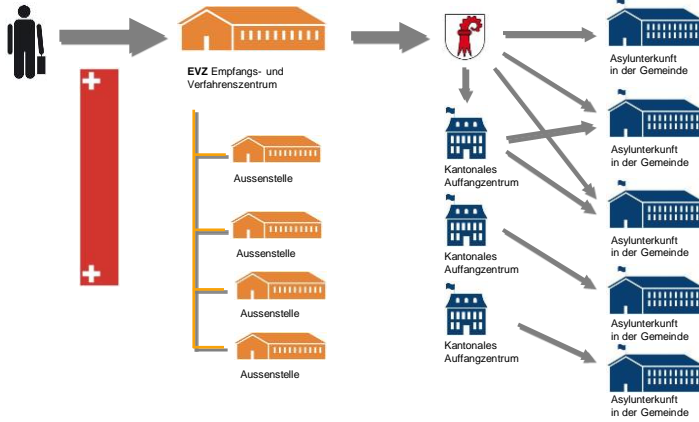 EVZ Empfangs- und
Verfahrenszentrum
Aussenstelle
Aussenstelle
Aussenstelle
Aussenstelle
Kantonales
Auffangzentrum
Kantonales
Auffangzentrum
Kantonales
Auffangzentrum
Asylunterkunft
in der Gemeinde
Asylunterkunft
in der Gemeinde
Asylunterkunft
in der Gemeinde
Asylunterkunft
in der Gemeinde
Asylunterkunft
in der Gemeinde